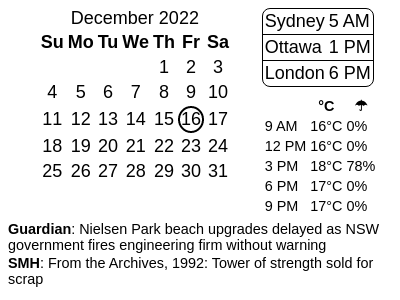 December 2022
Su Mo Tu We Th Fr Sa
1 2 3
4 5 6 7 8 9 10
11 12 13 14 15 16 17
18 19 20 21 22 23 24
25 26 27 28 29 30 31
Sydney 5 AM
Ottawa 1 PM
London 6 PM
°C ☂
9 AM 16°C 0%
12 PM 16°C 0%
3 PM 18°C 78%
6 PM 17°C 0%
9 PM 17°C 0%
Guardian: Nielsen Park beach upgrades delayed as NSW
government fires engineering firm without warning
SMH: From the Archives, 1992: Tower of strength sold for
scrap